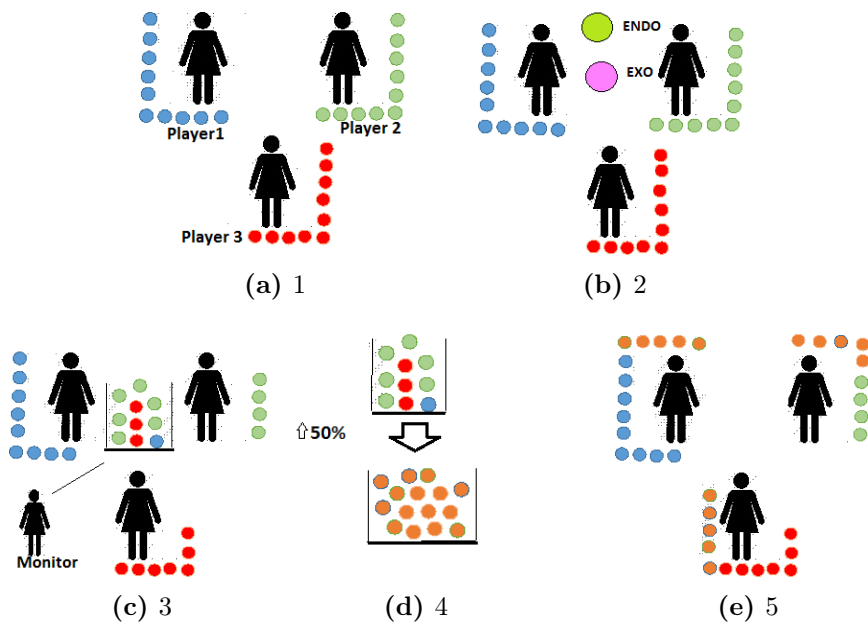 Player1
Player 2
Player 3
(a) 1
ENDO
EXO
(b) 2
Monitor
(c) 3
⇧50%
(d) 4
(e) 5